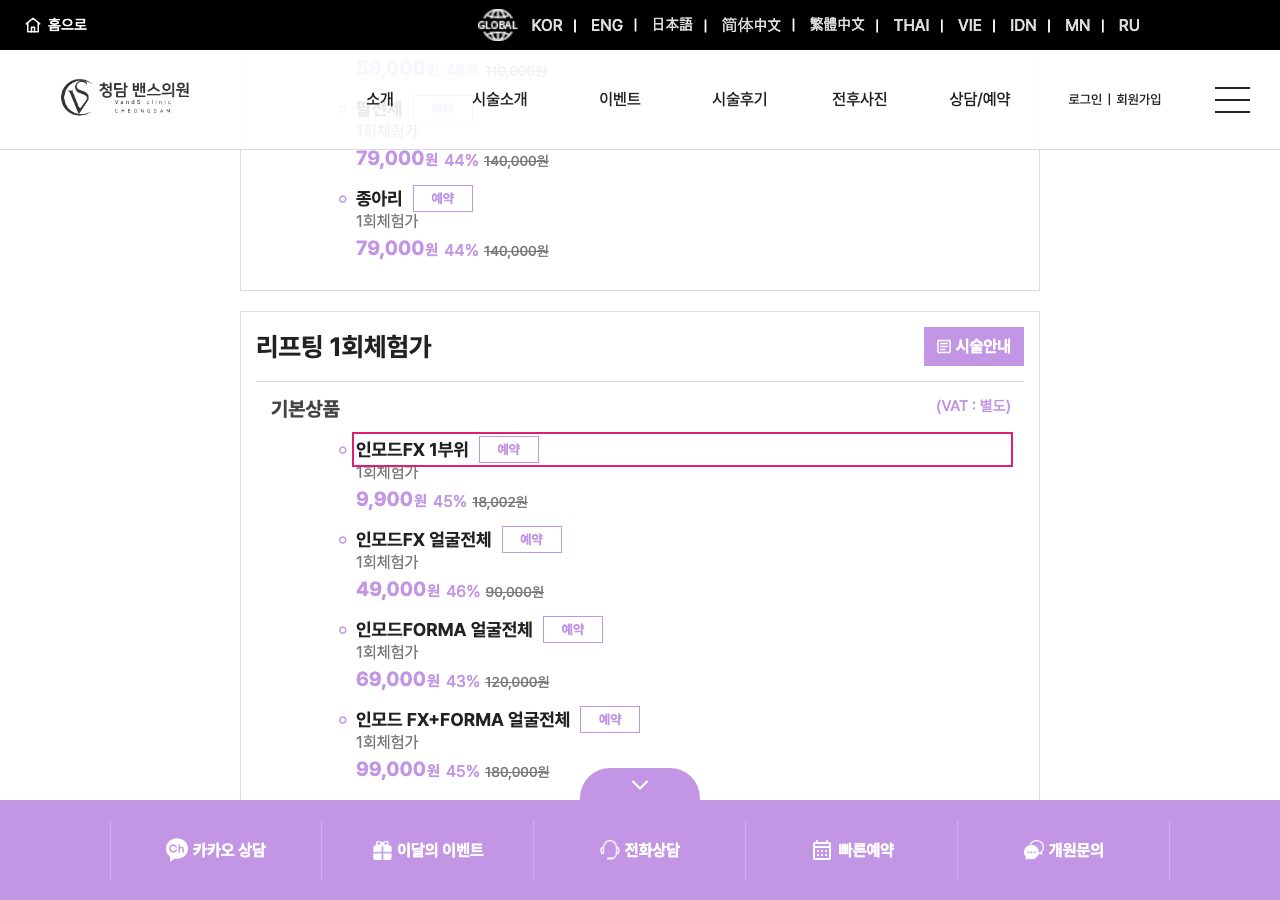 홈으로
GLOBAL KOR | ENG | 日本語 | 简体中文 | 繁體中文 | THAI | VIE | IDN | MN | RU
59,000원 46% 110,000원
청담 밴스의원
VandS clinic
CHEONGDAM
소개 시술소개 이벤트 시술후기 전후사진 상담/예약 로그인 | 회원가입
팔전체 예약
1회체험가
79,000원 44% 140,000원
종아리 예약
1회체험가
79,000원 44% 140,000원
리프팅 1회체험가 시술안내
기본상품 (VAT : 별도)
인모드FX 1부위 예약
1회체험가
9,900원 45% 18,002원
인모드FX 얼굴전체 예약
1회체험가
49,000원 46% 90,000원
인모드FORMA 얼굴전체 예약
1회체험가
69,000원 43% 120,000원
인모드 FX+FORMA 얼굴전체 예약
1회체험가
99,000원 45% 180,000원
Ch 카카오 상담 이달의 이벤트 전화상담 빠른예약 개원문의